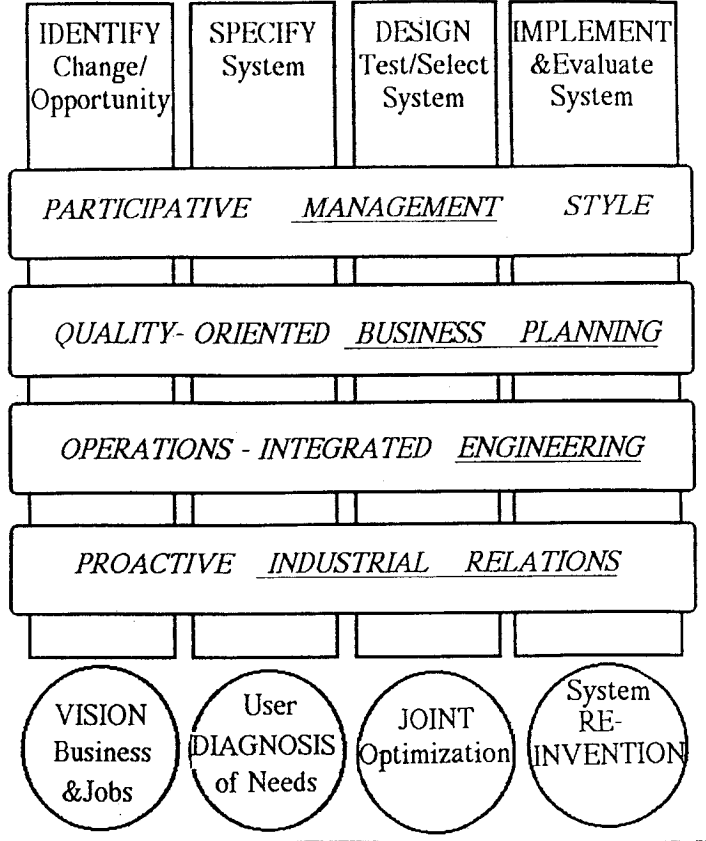 IDENTIFY
Change/
Opportunity
SPECIFY
System
DESIGN
Test/Select
System
IMPLEMENT
&Evaluate
System
PARTICIPATIVE MANAGEMENT STYLE
QUALITY- ORIENTED BUSINESS PLANNING
OPERATIONS - INTEGRATED ENGINEERING
PROACTIVE INDUSTRIAL RELATIONS
VISION
Business
&Jobs
User
DIAGNOSIS
of Needs
JOINT
Optimization
System
RE-
INVENTION